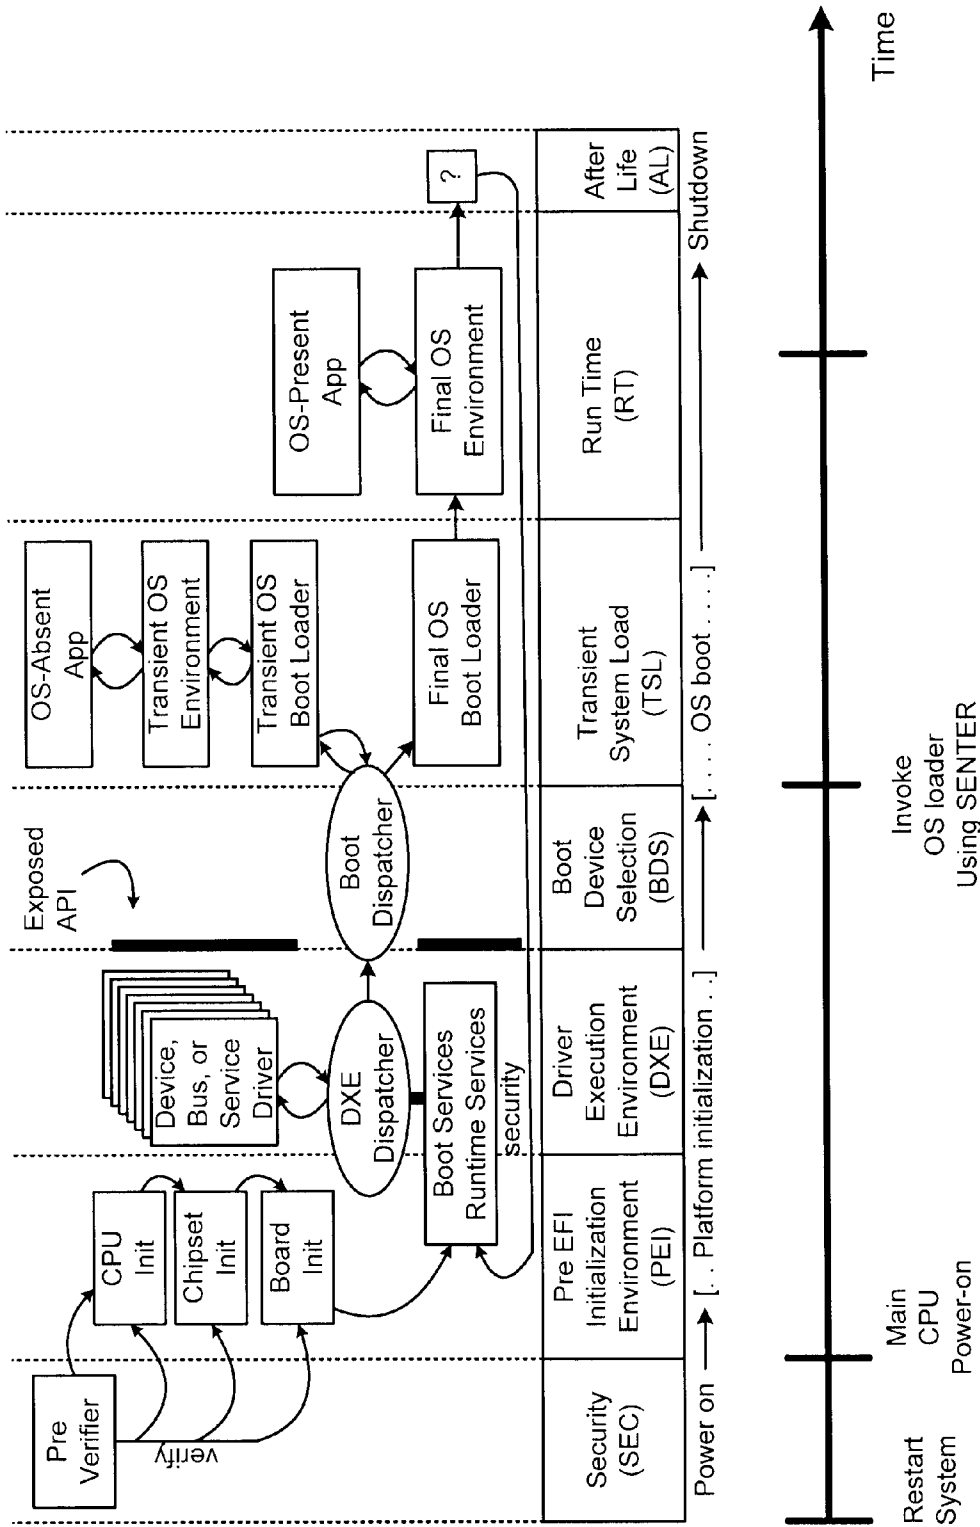 Pre
Verifier
verify
CPU
Init
Chipset
Init
Board
Init
Device,
Bus, or
Service
Driver
DXE
Dispatcher
Boot Services
Runtime Services
security
Exposed
API
Boot
Dispatcher
OS-Absent
App
Transient OS
Environment
Transient OS
Boot Loader
Final OS
Boot Loader
OS-Present
App
Final OS
Environment
?
Security
(SEC)
Pre EFI
Initialization
Environment
(PEI)
Driver
Execution
Environment
(DXE)
Boot
Device
Selection
(BDS)
Transient
System Load
(TSL)
Run Time
(RT)
After
Life
(AL)
Power on [. . Platform initialization . .] [. . . . OS boot . . . . .] Shutdown
Restart
System
Main
CPU
Power-on
Invoke
OS loader
Using SENTER
Time